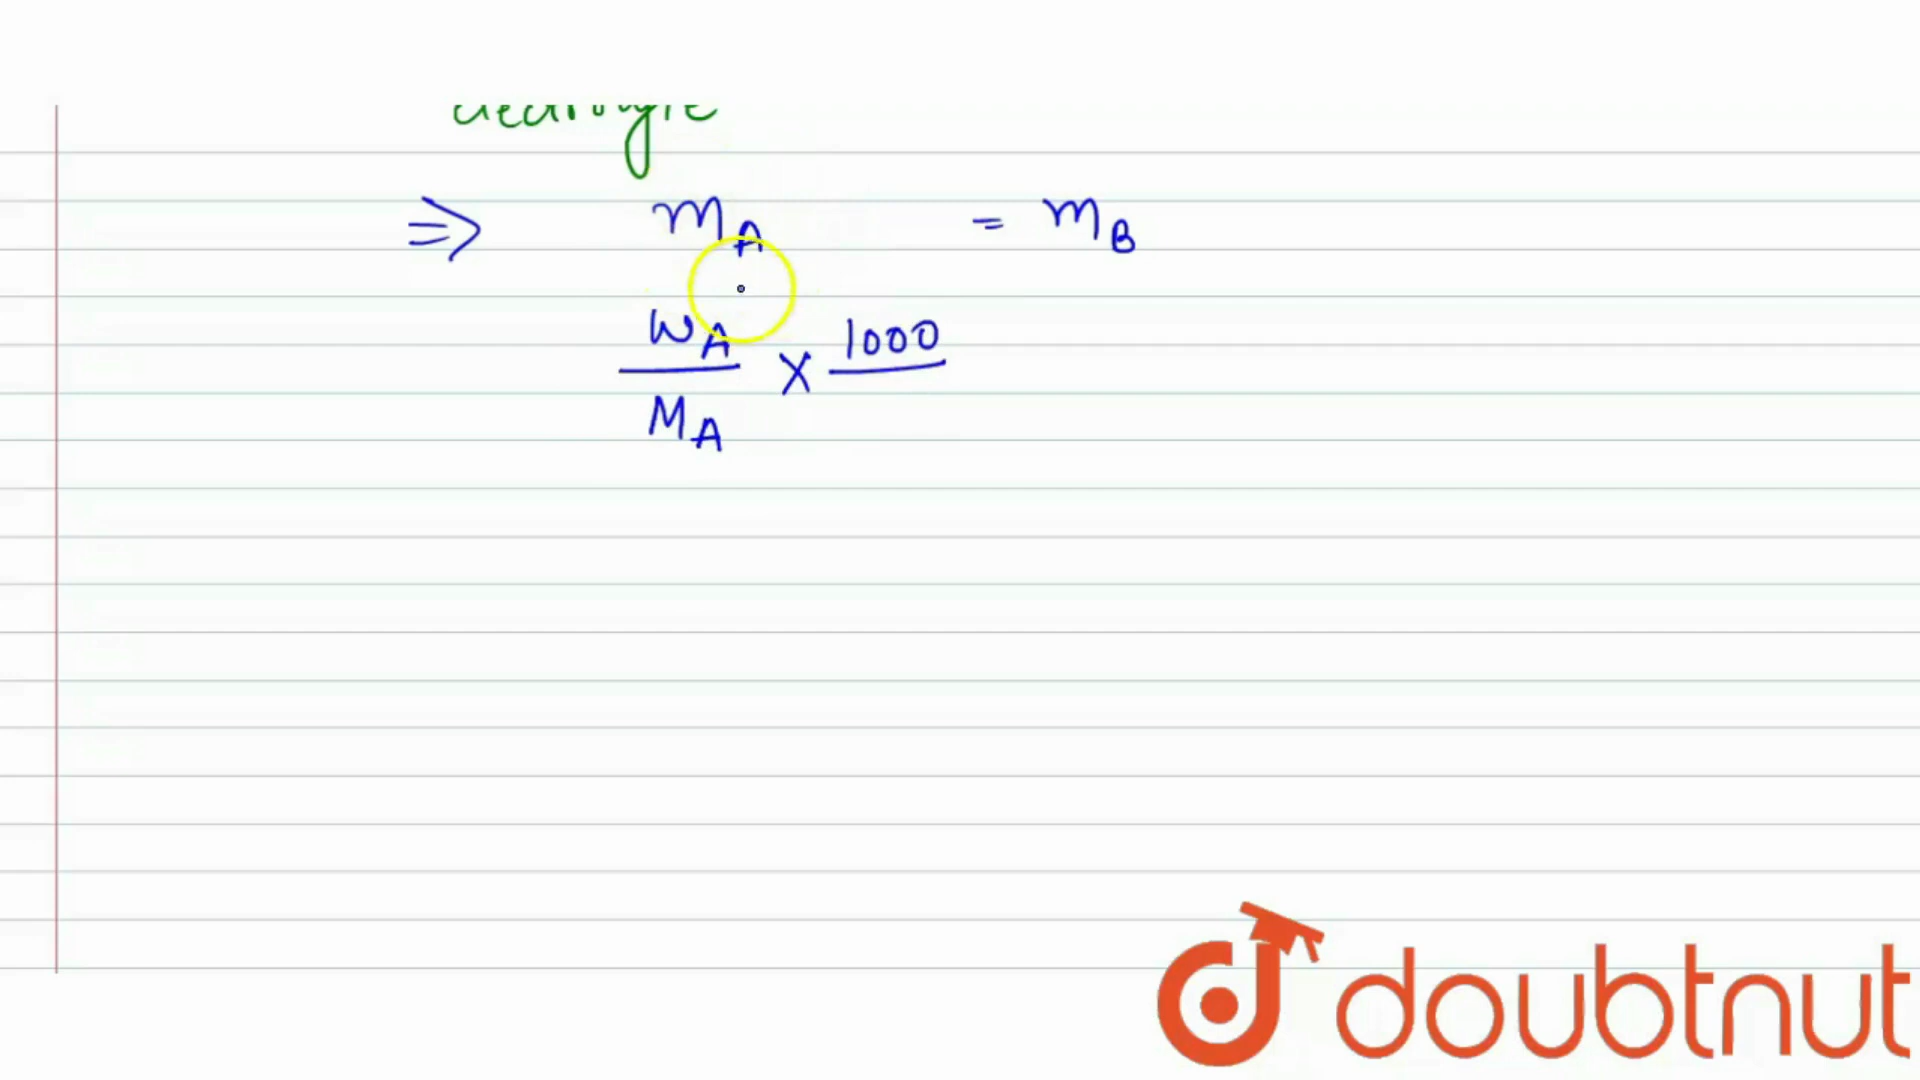 ⇒ m_A = m_B
w_A / M_A × 1000
doubtnut